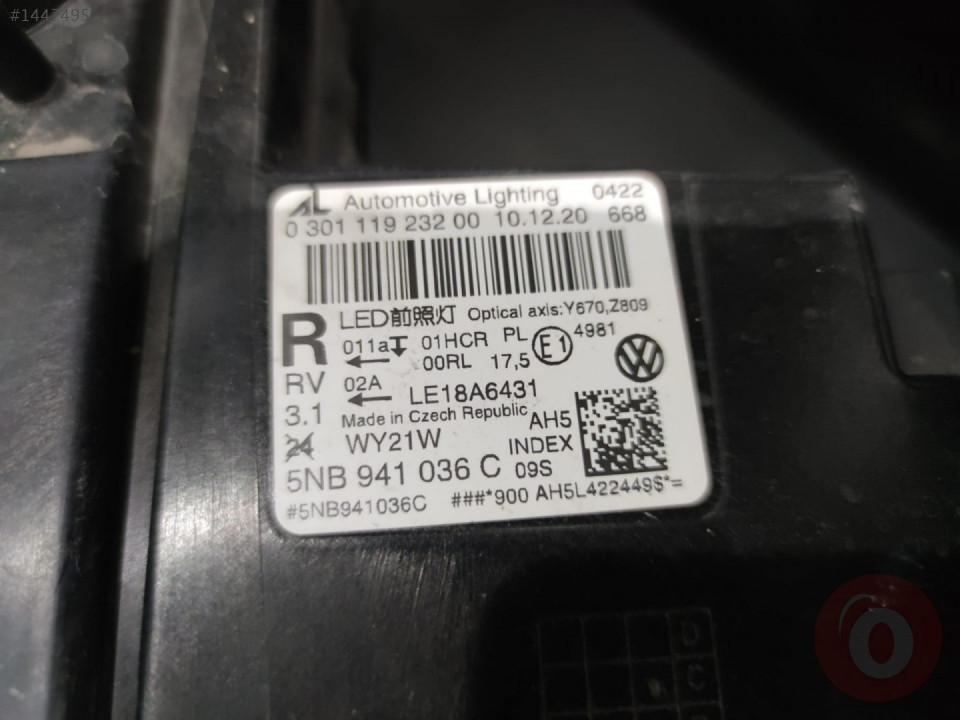 #1447495
AL Automotive Lighting 0422
0 301 119 232 00 10.12.20 668
LED前照灯 Optical axis:Y670,Z809
R 011a 01HCR PL E1 4981
00RL 17,5
RV 02A LE18A6431
3.1 Made in Czech Republic AH5
24 WY21W INDEX
5NB 941 036 C 09S
#5NB941036C ###*900 AH5L422449S*=
D
C